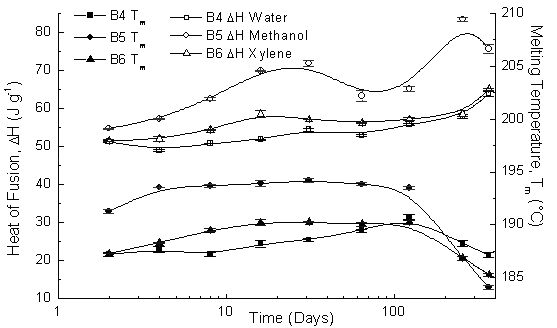 B4 Tm
B5 Tm
B6 Tm
B4 ΔH Water
B5 ΔH Methanol
B6 ΔH Xylene
Heat of Fusion, ΔH (J g-1)
80
70
60
50
40
30
20
10
210
205
200
195
190
185
Melting Temperature, Tm (°C)
1
10
100
Time (Days)